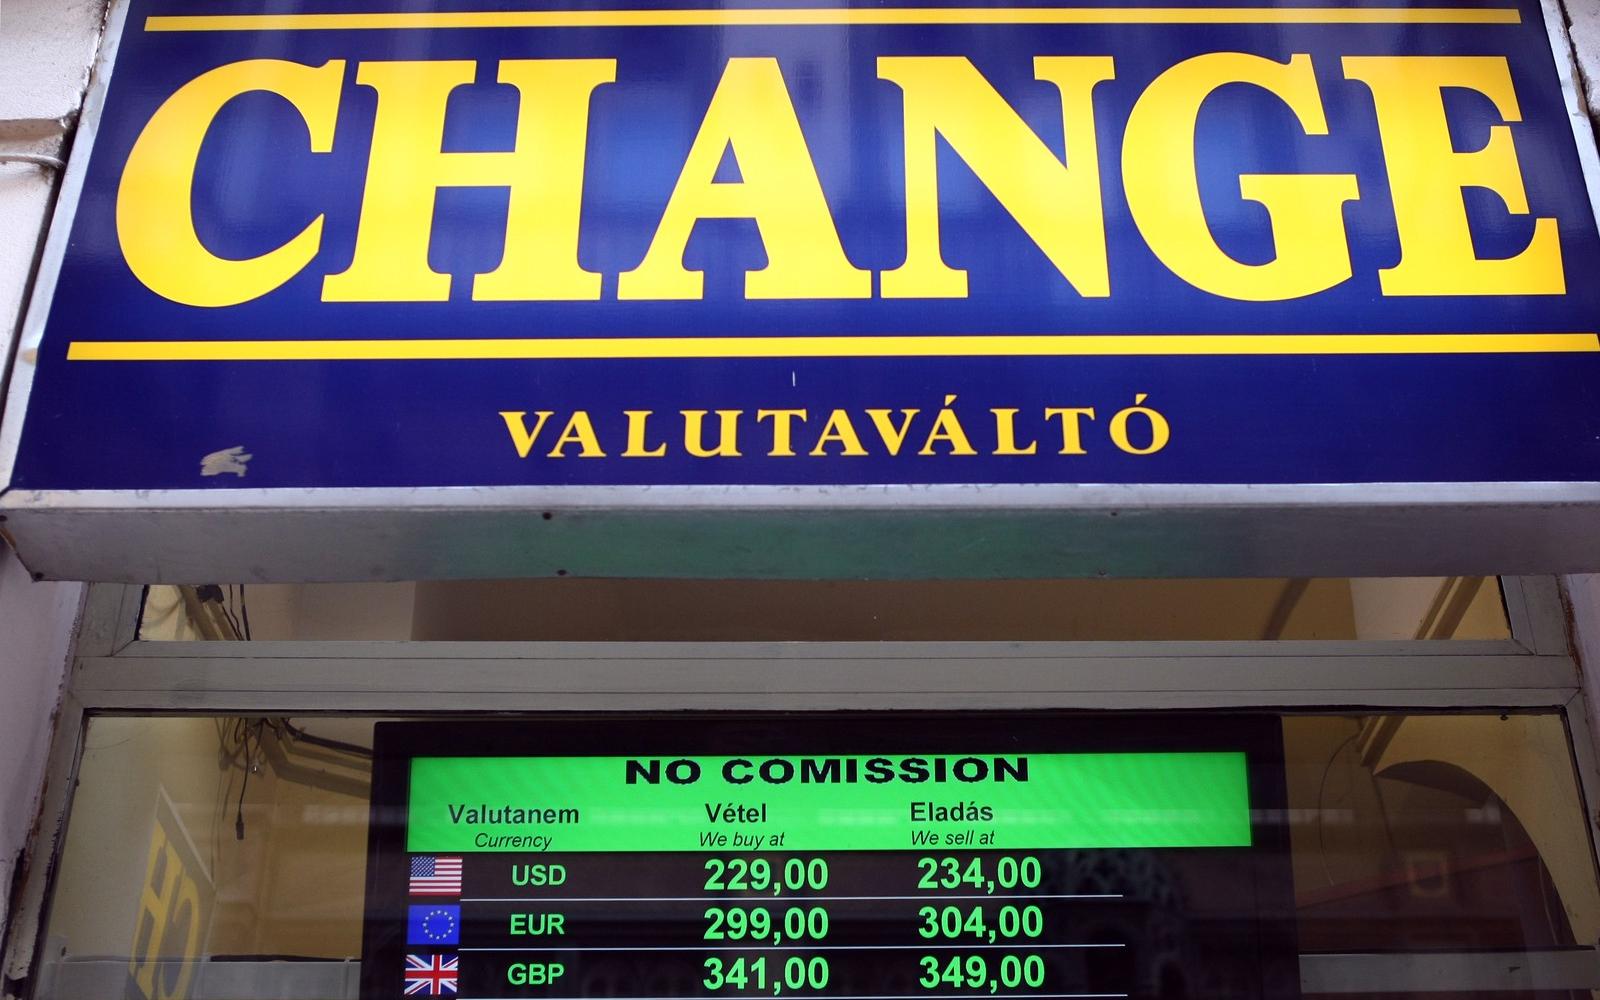 CHANGE
VALUTAVÁLTÓ
NO COMISSION
Valutanem Vétel Eladás
Currency We buy at We sell at
USD 229,00 234,00
EUR 299,00 304,00
GBP 341,00 349,00
CH